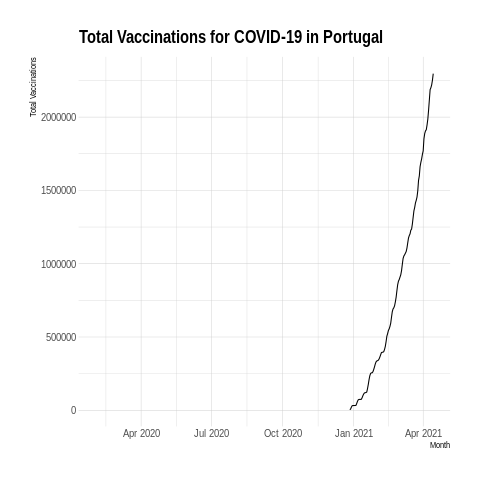 Total Vaccinations for COVID-19 in Portugal
Total Vaccinations
2000000
1500000
1000000
500000
0
Apr 2020 Jul 2020 Oct 2020 Jan 2021 Apr 2021
Month